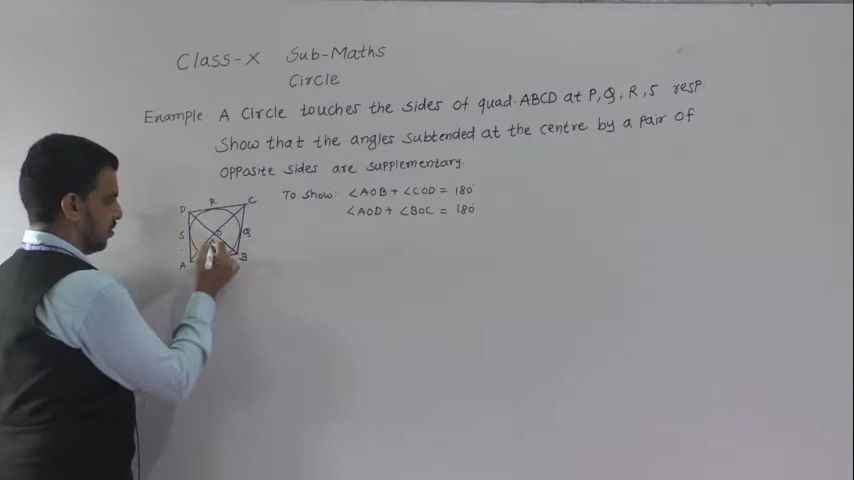 Class-X Sub-Maths
Circle
Example A Circle touches the sides of quad. ABCD at P, Q, R, S resp.
Show that the angles subtended at the centre by a pair of
opposite sides are supplementary.
To show: ∠AOB + ∠COD = 180°
∠AOD + ∠BOC = 180°
D R C
S O Q
A B